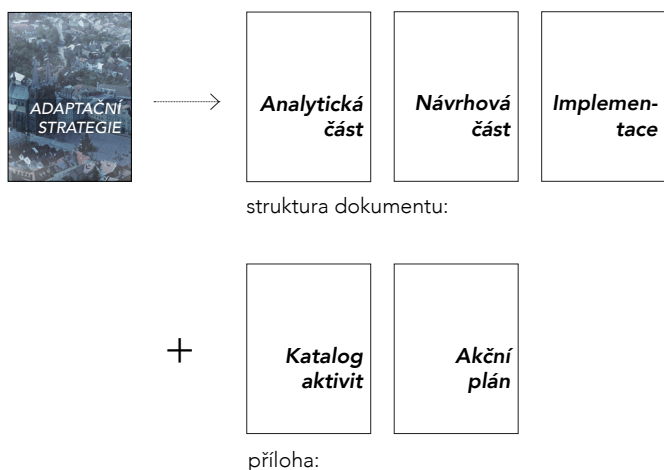 ADAPTAČNÍ
STRATEGIE
Analytická
část
Návrhová
část
Implemen-
tace
struktura dokumentu:
+
Katalog
aktivit
Akční
plán
příloha: